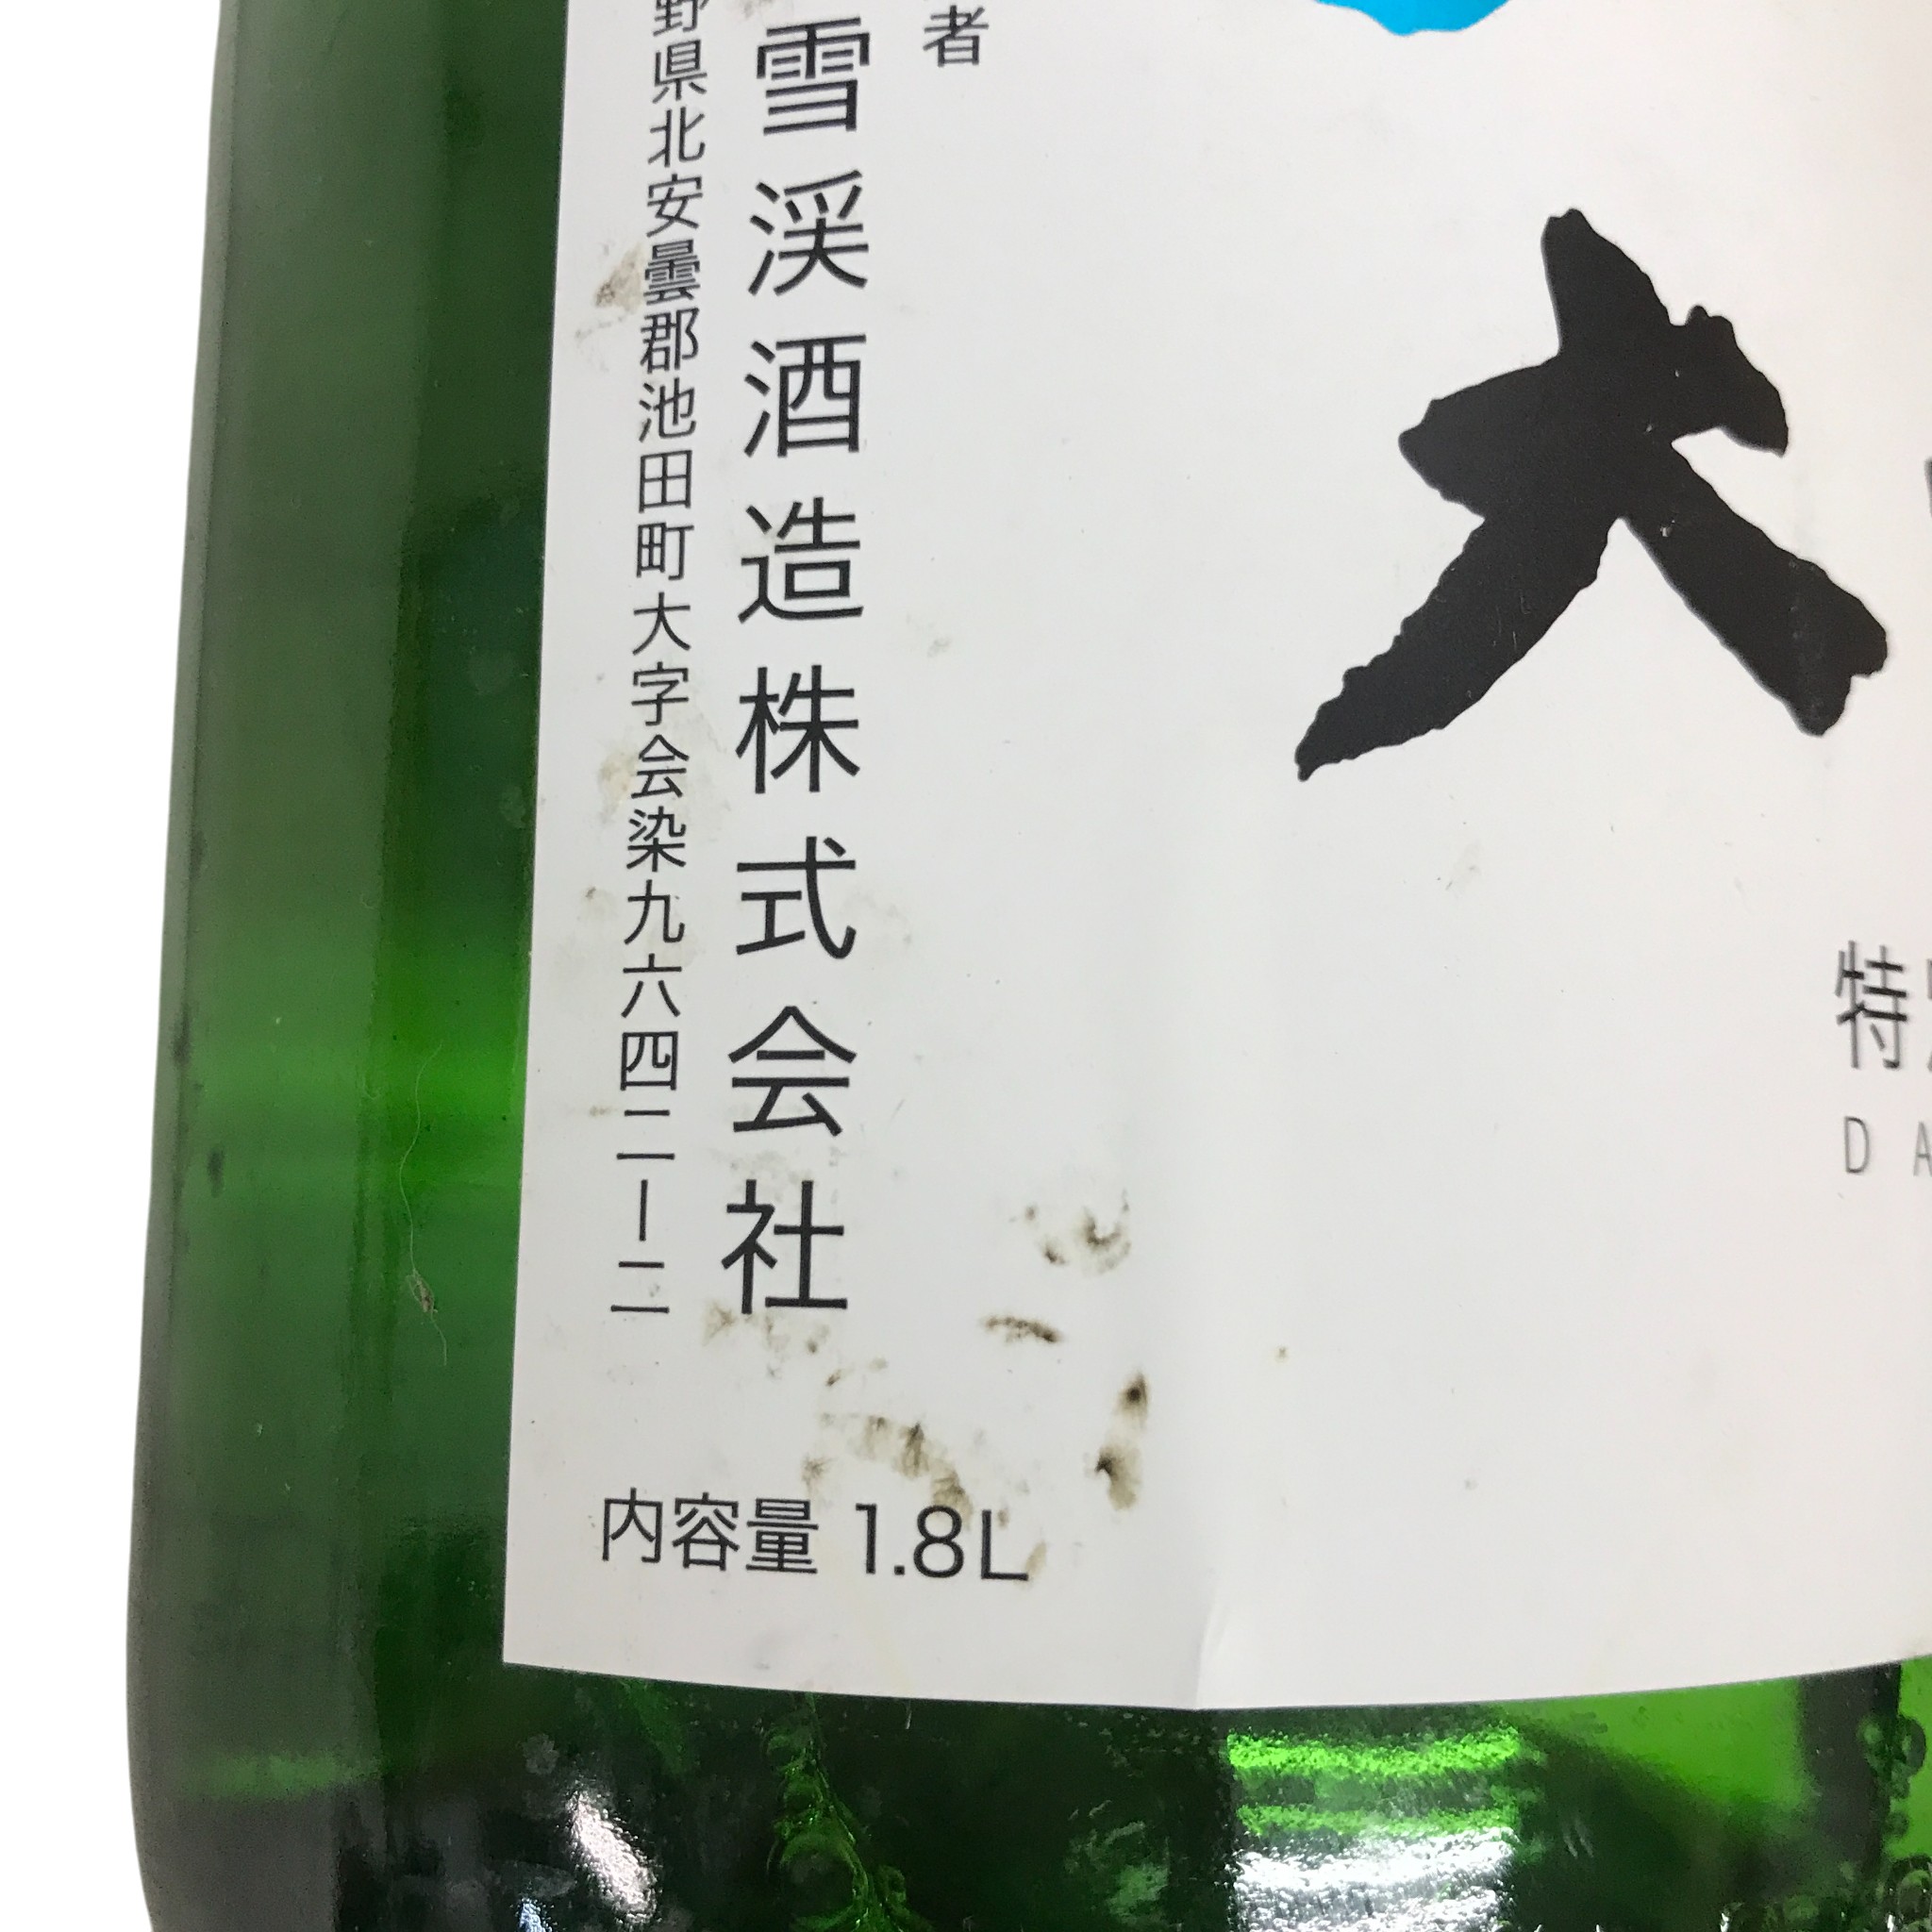 者
雪渓酒造株式会社
野県北安曇郡池田町大字会染九六四二ー二
内容量 1.8L
大
特
DA